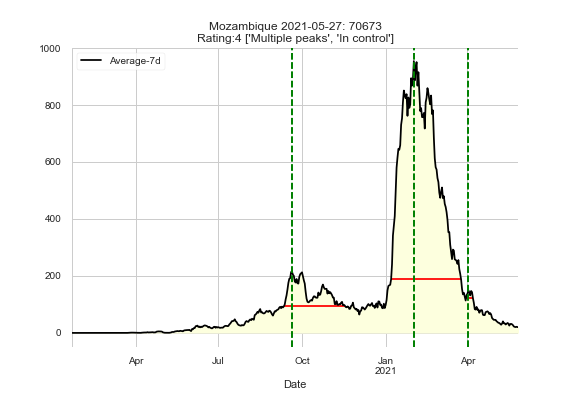 Mozambique 2021-05-27: 70673
Rating:4 ['Multiple peaks', 'In control']
Average-7d
1000
800
600
400
200
0
Apr
Jul
Oct
Jan
2021
Apr
Date